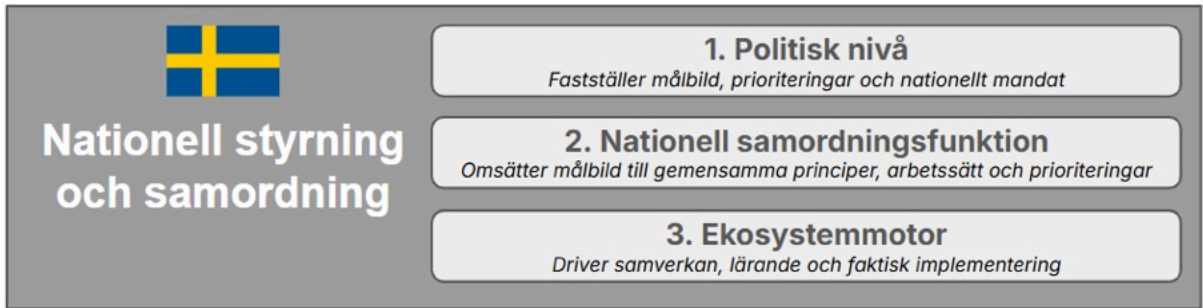 Nationell styrning
och samordning
1. Politisk nivå
Fastställer målbild, prioriteringar och nationellt mandat
2. Nationell samordningsfunktion
Omsätter målbild till gemensamma principer, arbetssätt och prioriteringar
3. Ekosystemmotor
Driver samverkan, lärande och faktisk implementering